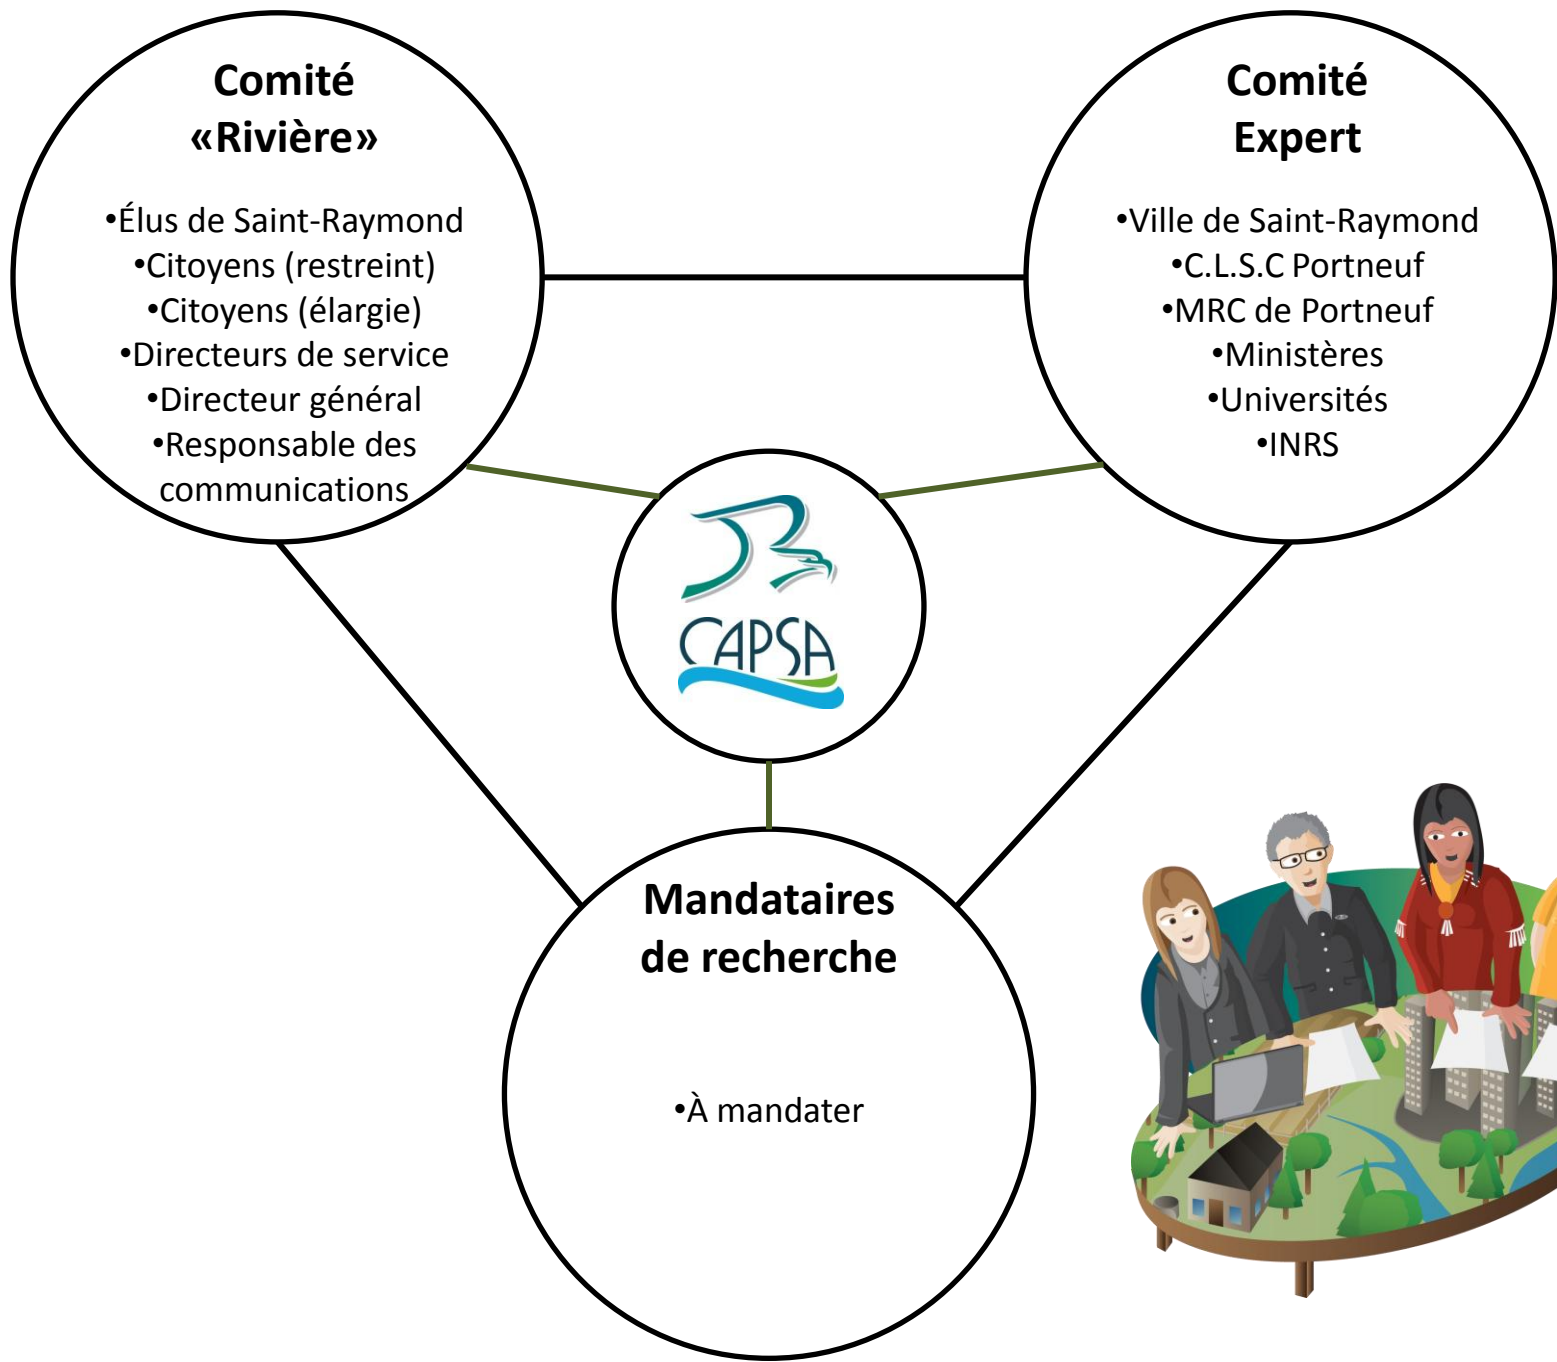 Comité
«Rivière»
•Élus de Saint-Raymond
•Citoyens (restreint)
•Citoyens (élargie)
•Directeurs de service
•Directeur général
•Responsable des
communications
Comité
Expert
•Ville de Saint-Raymond
•C.L.S.C Portneuf
•MRC de Portneuf
•Ministères
•Universités
•INRS
CAPSA
Mandataires
de recherche
•À mandater